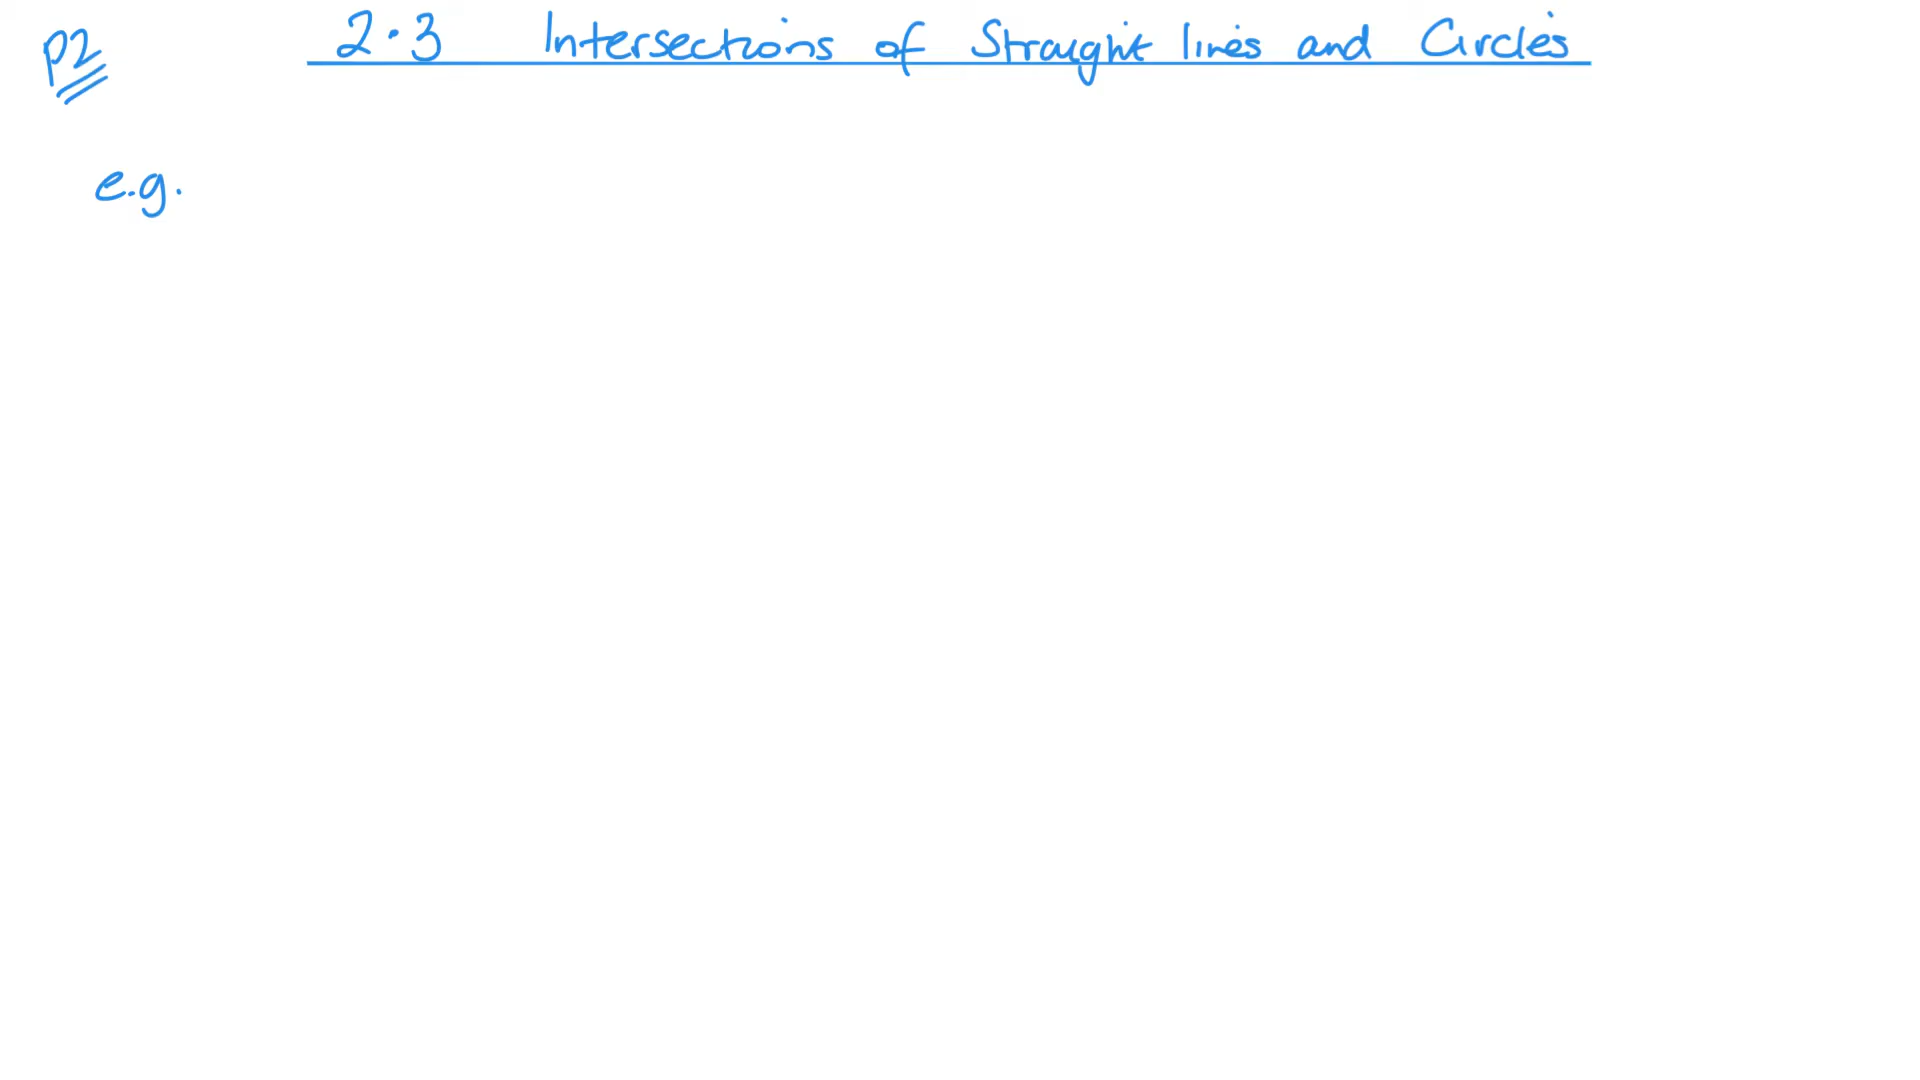 P2
2.3 Intersections of Straight lines and Circles
e.g.